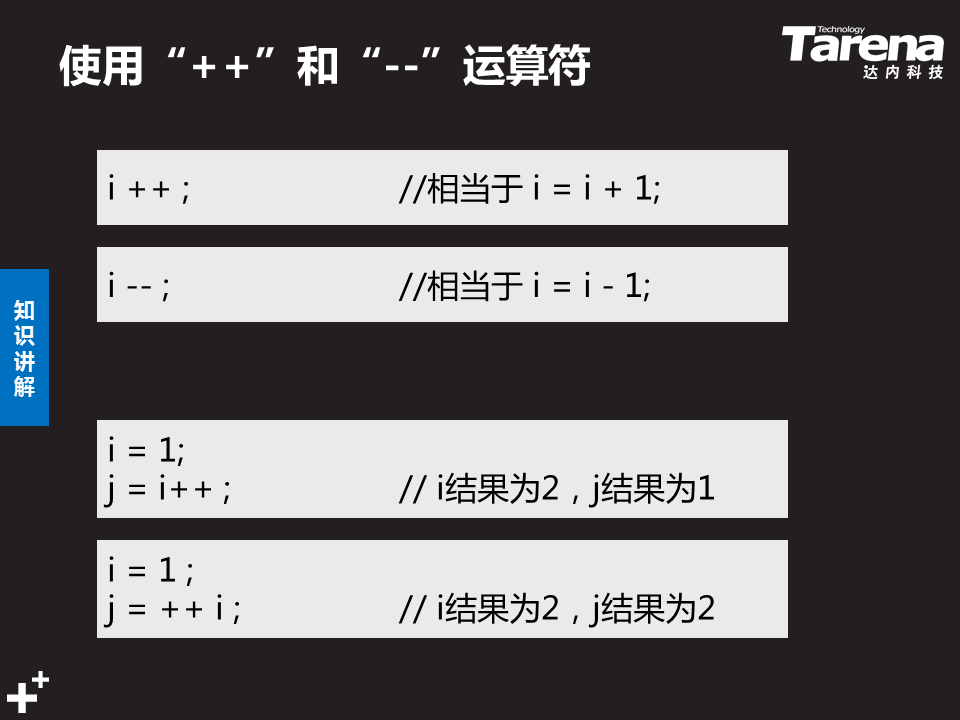 使用“++”和“--”运算符
Technology
Tarena
达内科技
i ++ ; //相当于 i = i + 1;
i -- ; //相当于 i = i - 1;
知识讲解
i = 1;
j = i++ ; // i结果为2，j结果为1
i = 1 ;
j = ++ i ; // i结果为2，j结果为2